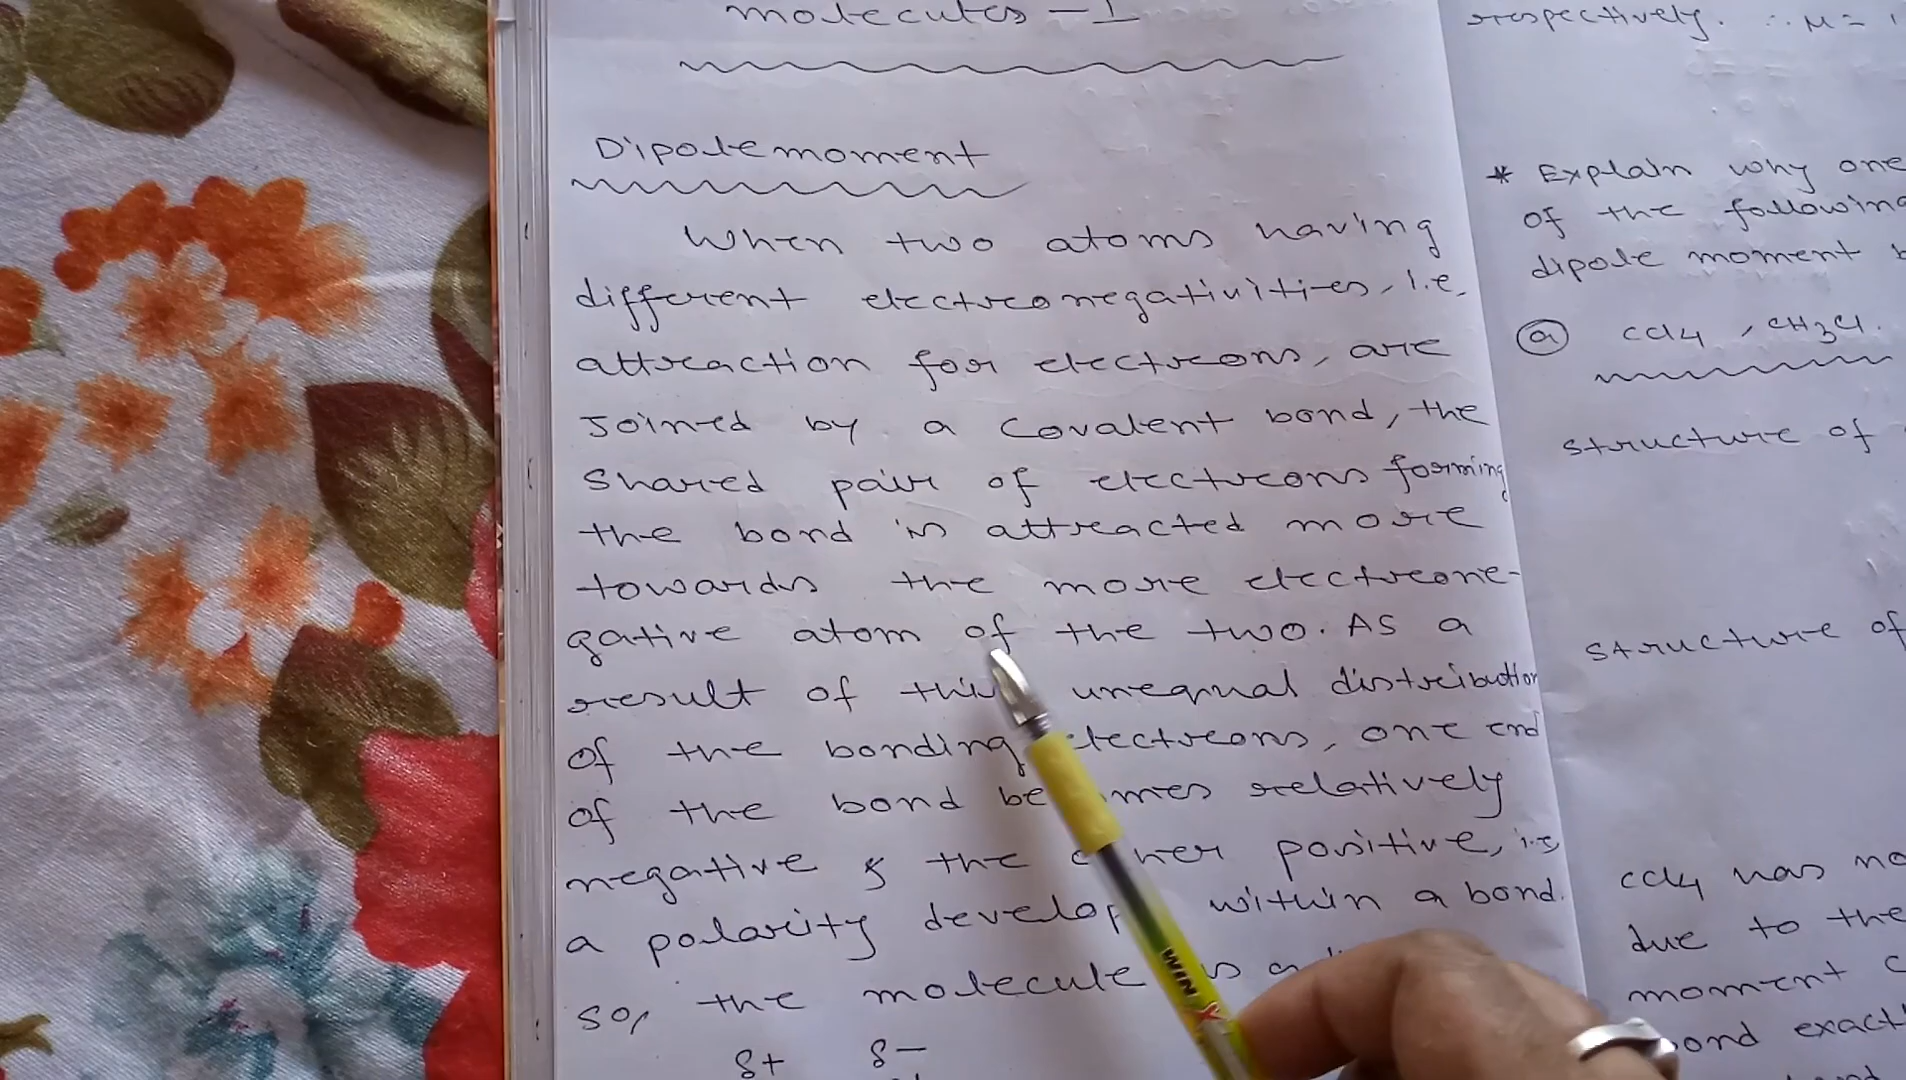 molecules - I
Dipole moment
When two atoms having
different electronegativities, i.e.
attraction for electrons, are
Joined by a covalent bond, the
shared pair of electrons forming
the bond is attracted more
towards the more electrone-
gative atom of the two. As a
result of this unequal distribution
of the bonding electrons, one end
of the bond becomes relatively
negative & the other positive, i.e
a polarity develops within a bond.
So, the molecule is a
δ+ δ-
respectively. ∴ μ =
* Explain why one
of the following
dipole moment
(a) CCl4, CH3Cl.
structure of
structure of
CCl4 has no
due to the
moment
bond exactly
WIN X